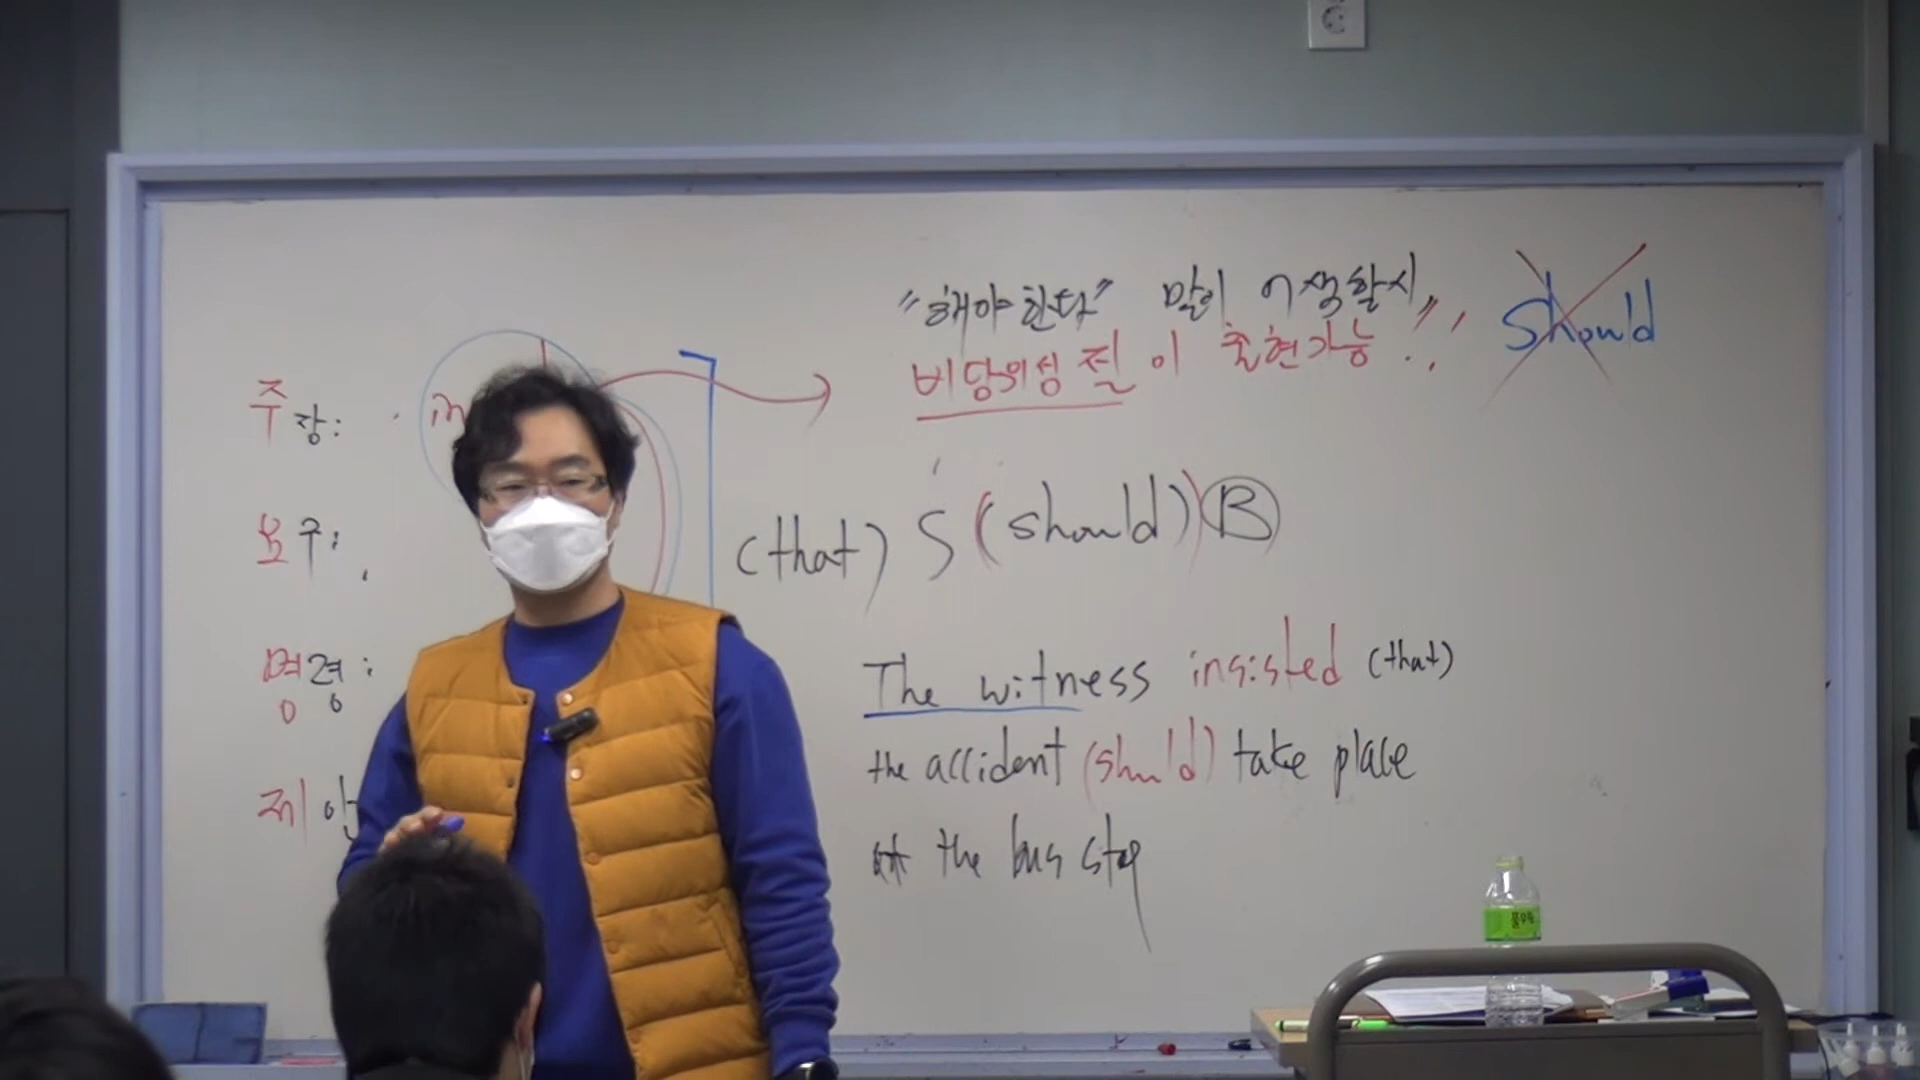 "해야한다" 말이 어색할시,
should
비당위성 절이 출현가능!!
주장:
요구:
명령:
제안
(that) S (should) B
The witness insisted (that)
the accident (should) take place
at the bus stop